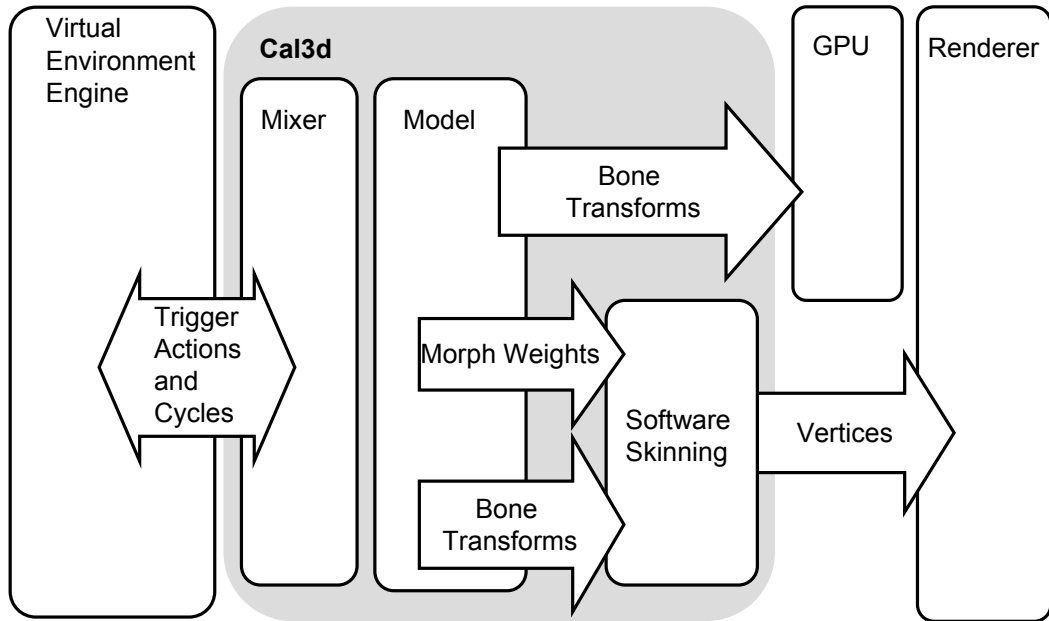 Virtual
Environment
Engine
Cal3d
Mixer
Model
GPU
Renderer
Bone
Transforms
Trigger
Actions
and
Cycles
Morph Weights
Software
Skinning
Vertices
Bone
Transforms